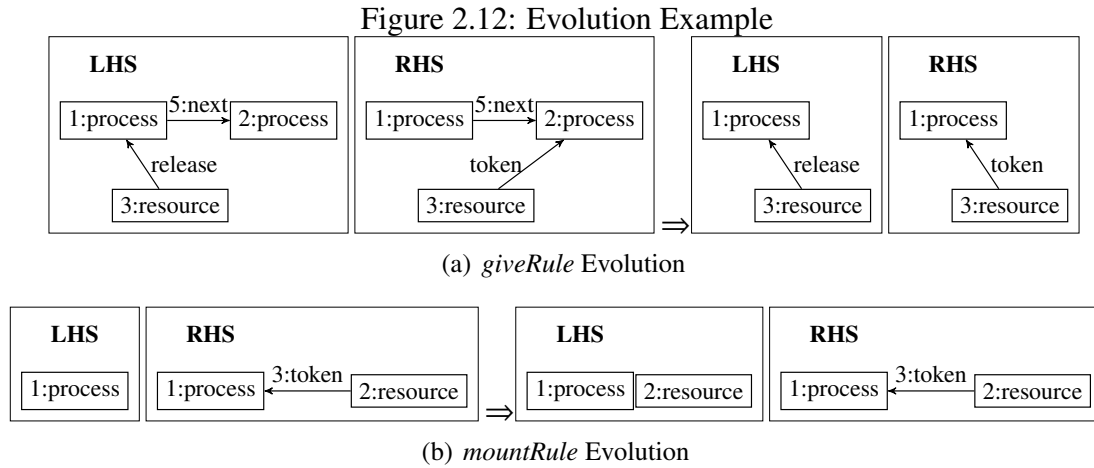 Figure 2.12: Evolution Example
LHS RHS LHS RHS
5:next 5:next
1:process 2:process 1:process 2:process 1:process 1:process
release token release token
3:resource 3:resource 3:resource 3:resource
⇒
(a) giveRule Evolution
LHS RHS LHS RHS
3:token 3:token
1:process 1:process 2:resource 1:process 2:resource 1:process 2:resource
⇒
(b) mountRule Evolution